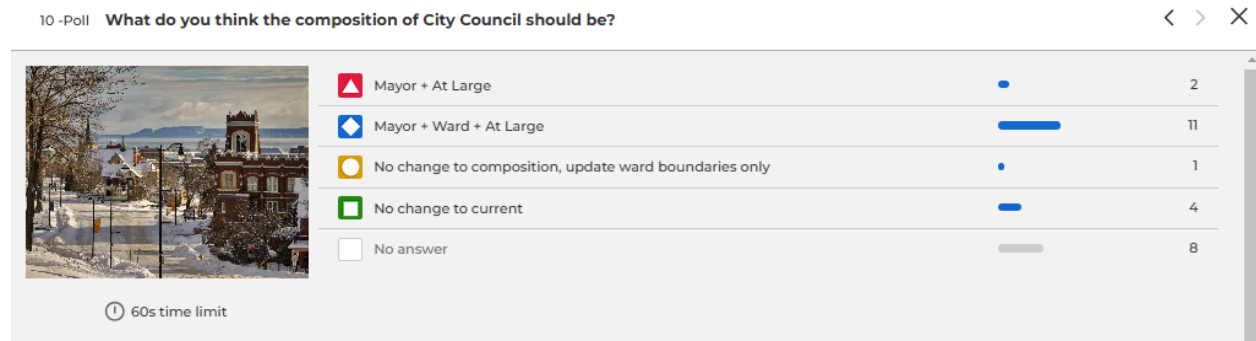 10 -Poll What do you think the composition of City Council should be?
Mayor + At Large 2
Mayor + Ward + At Large 11
No change to composition, update ward boundaries only 1
No change to current 4
No answer 8
60s time limit